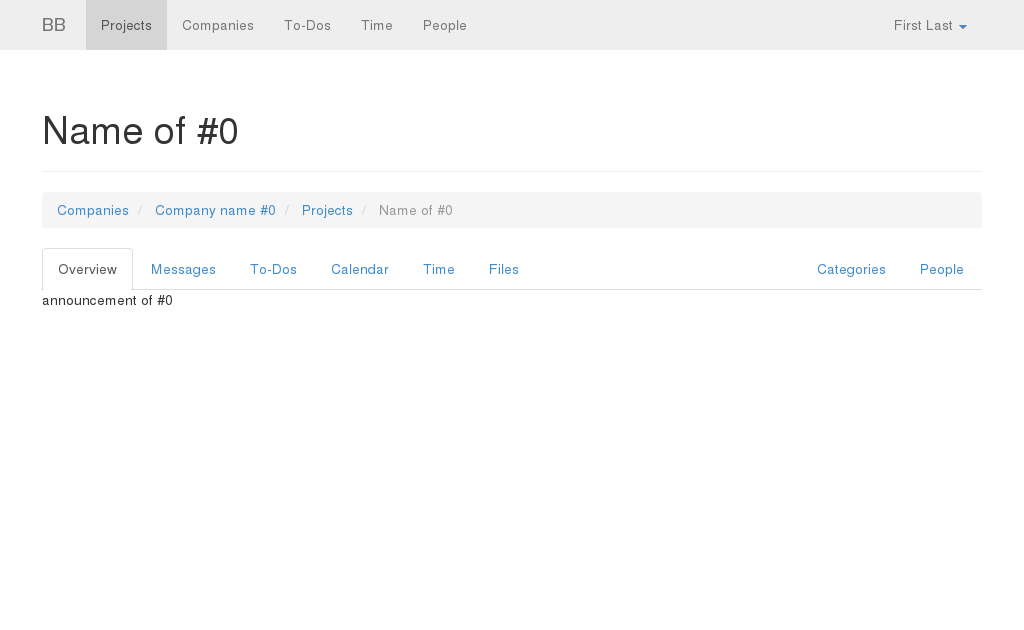 BB Projects Companies To-Dos Time People First Last
Name of #0
Companies / Company name #0 / Projects / Name of #0
Overview Messages To-Dos Calendar Time Files Categories People
announcement of #0